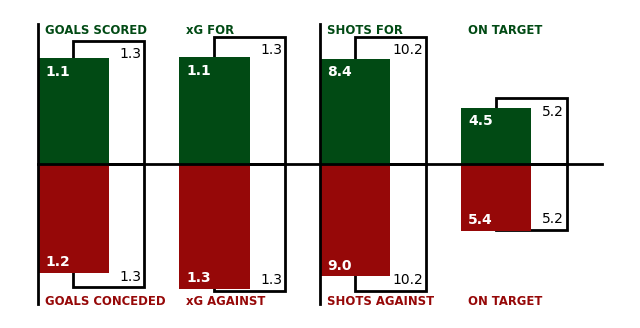 GOALS SCORED xG FOR SHOTS FOR ON TARGET
1.3 1.3 10.2
1.1 1.1 8.4
5.2
4.5
5.4 5.2
1.2 1.3 9.0
1.3 1.3 10.2
GOALS CONCEDED xG AGAINST SHOTS AGAINST ON TARGET